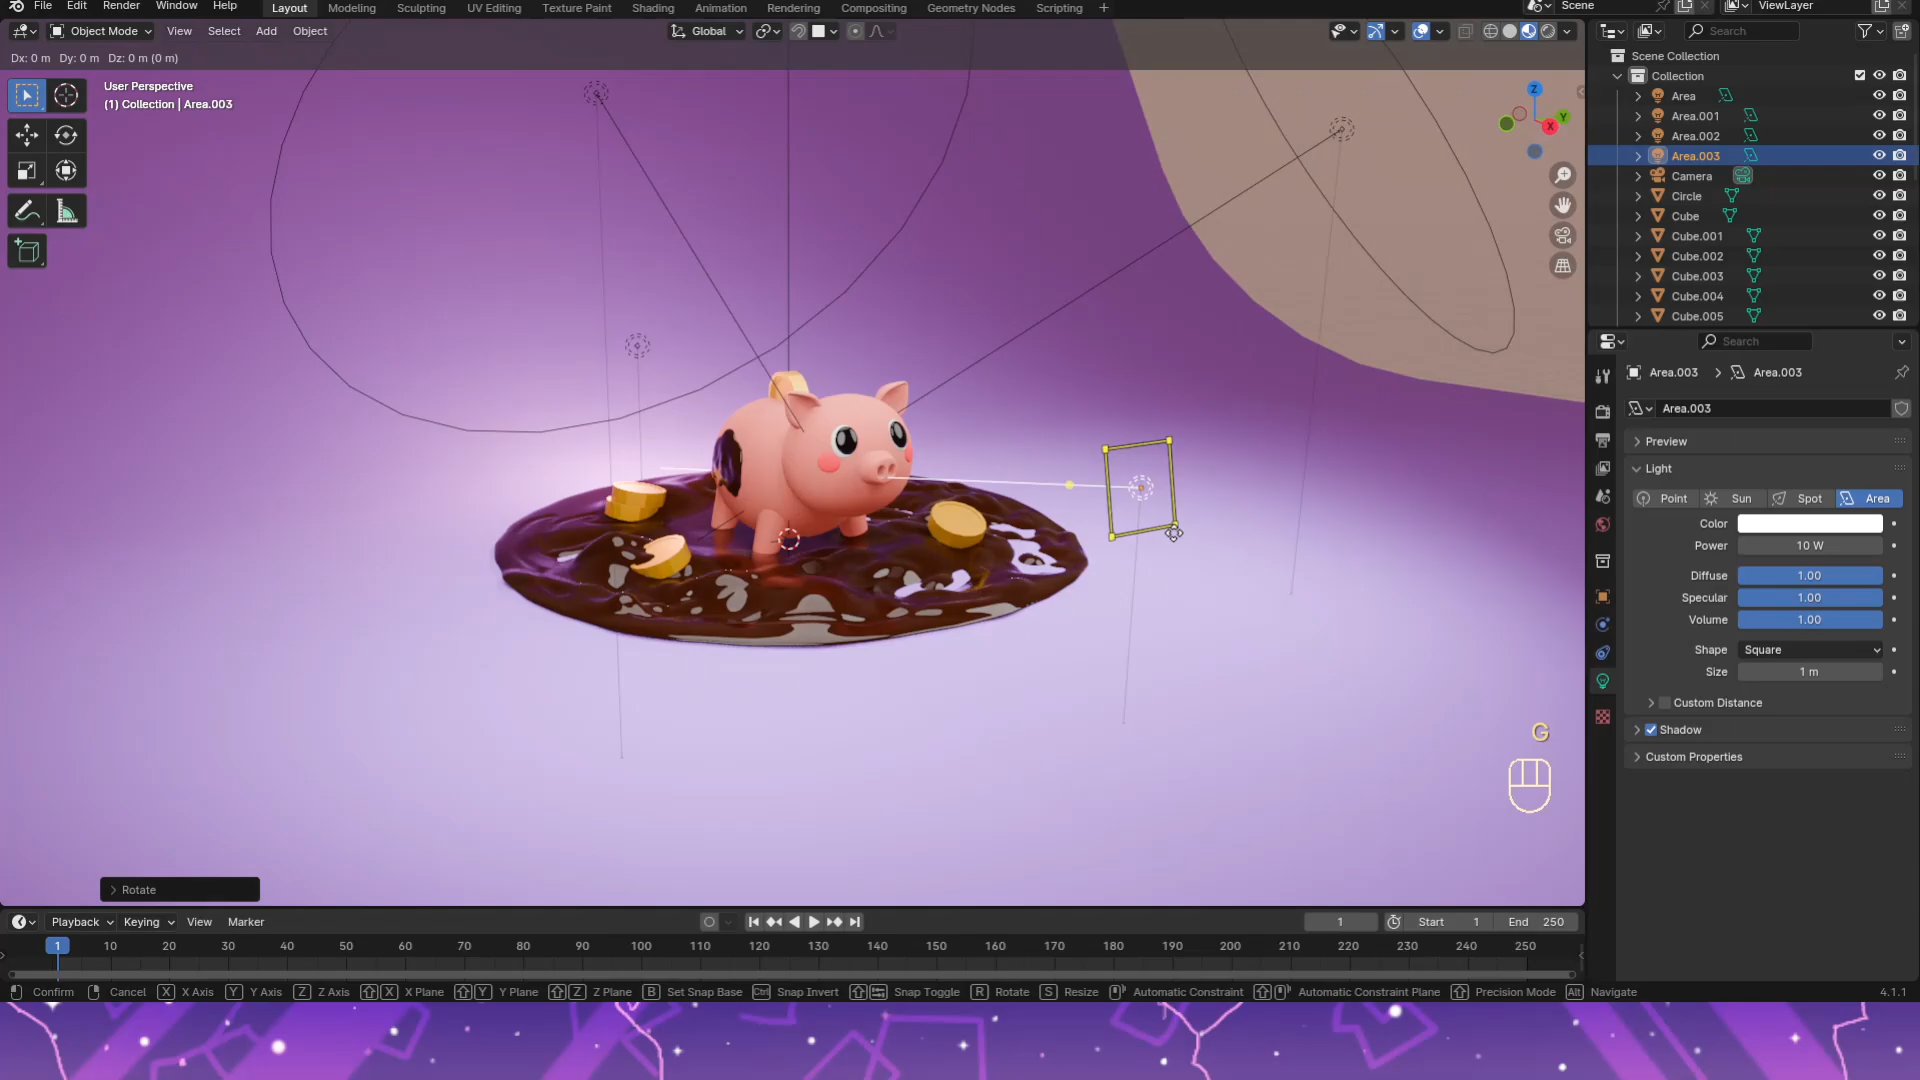 File Edit Render Window Help Layout Modeling Sculpting UV Editing Texture Paint Shading Animation Rendering Compositing Geometry Nodes Scripting + Scene ViewLayer
Object Mode View Select Add Object Global Search
Dx: 0 m Dy: 0 m Dz: 0 m (0 m)
User Perspective
(1) Collection | Area.003
Z
Y
X
Scene Collection
Collection
Area
Area.001
Area.002
Area.003
Camera
Circle
Cube
Cube.001
Cube.002
Cube.003
Cube.004
Cube.005
Search
Area.003 > Area.003
Area.003
Preview
Light
Point Sun Spot Area
Color
Power 10 W
Diffuse 1.00
Specular 1.00
Volume 1.00
Shape Square
Size 1 m
Custom Distance
Shadow
Custom Properties
G
Rotate
Playback Keying View Marker 1 Start 1 End 250
1 10 20 30 40 50 60 70 80 90 100 110 120 130 140 150 160 170 180 190 200 210 220 230 240 250
Confirm Cancel X X Axis Y Y Axis Z Z Axis X X Plane Y Y Plane Z Z Plane B Set Snap Base Ctrl Snap Invert Snap Toggle R Rotate S Resize Automatic Constraint Automatic Constraint Plane Precision Mode Alt Navigate 4.1.1